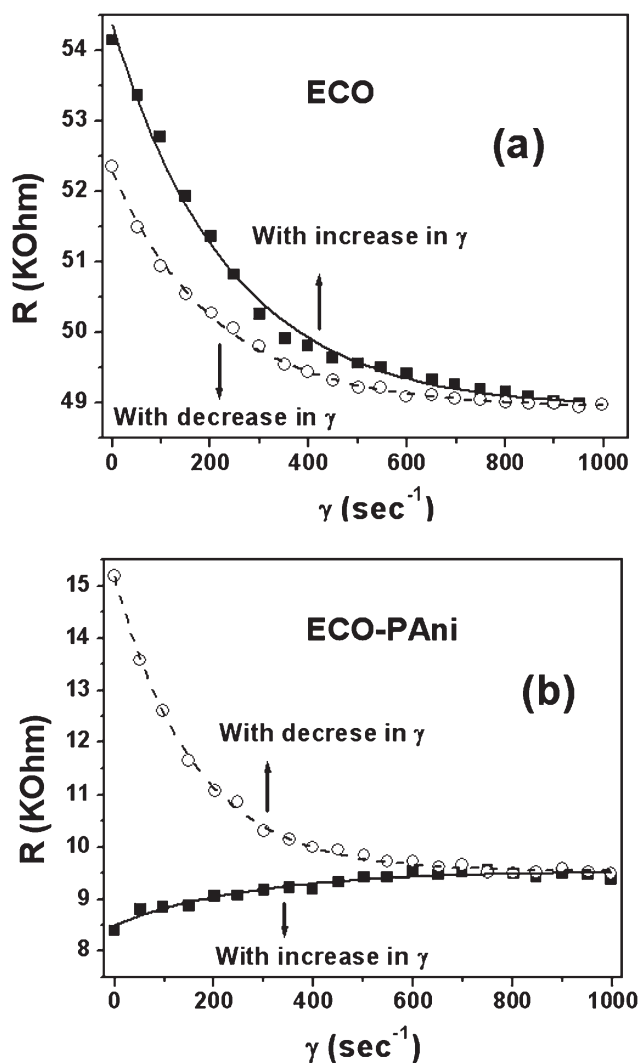 54
53
52
51
50
49
R (KOhm)
ECO
(a)
With increase in γ
With decrease in γ
0 200 400 600 800 1000
γ (sec⁻¹)
15
14
13
12
11
10
9
8
R (KOhm)
ECO-PAni
(b)
With decrese in γ
With increase in γ
0 200 400 600 800 1000
γ (sec⁻¹)